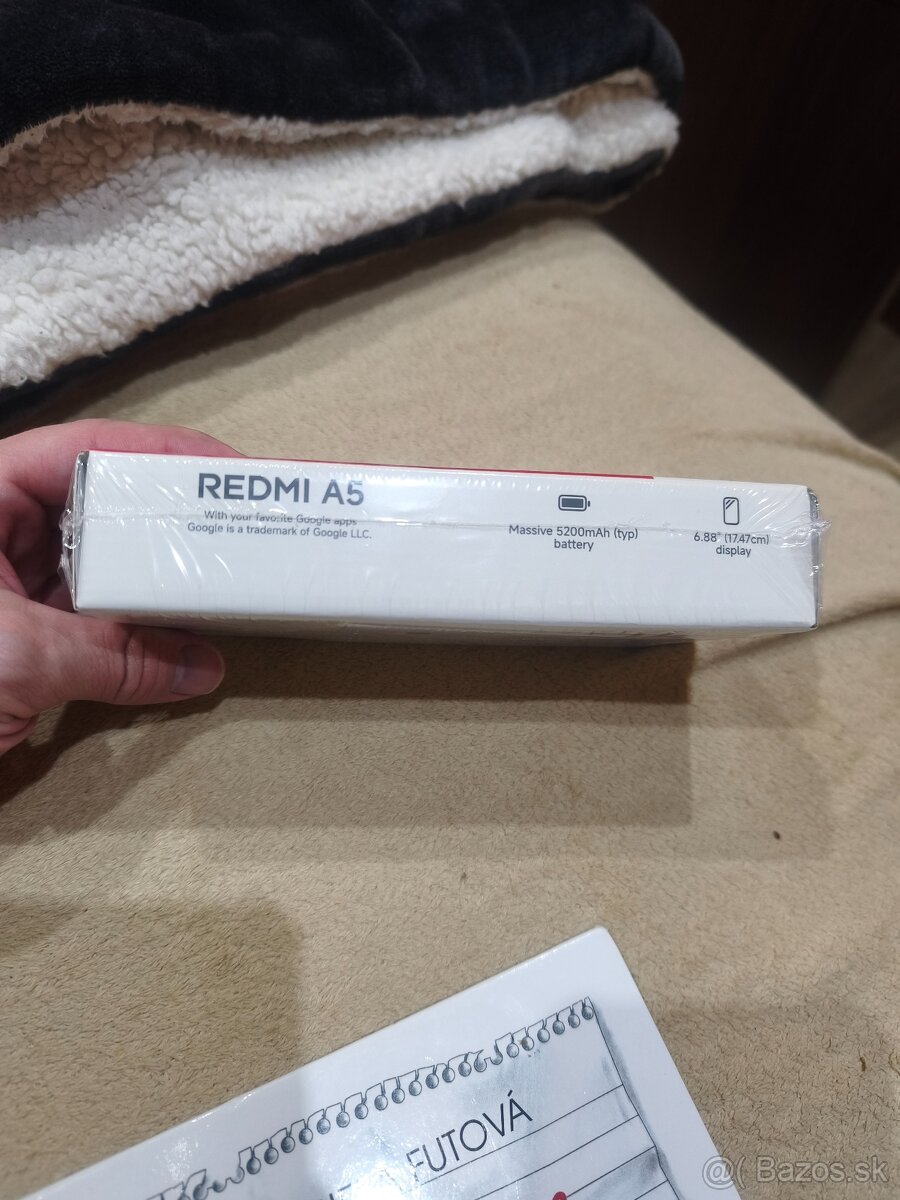 REDMI A5
With your favorite Google apps
Google is a trademark of Google LLC.
Massive 5200mAh (typ)
battery
6.88" (17.47cm)
display
FUTOVÁ
@( Bazos.sk